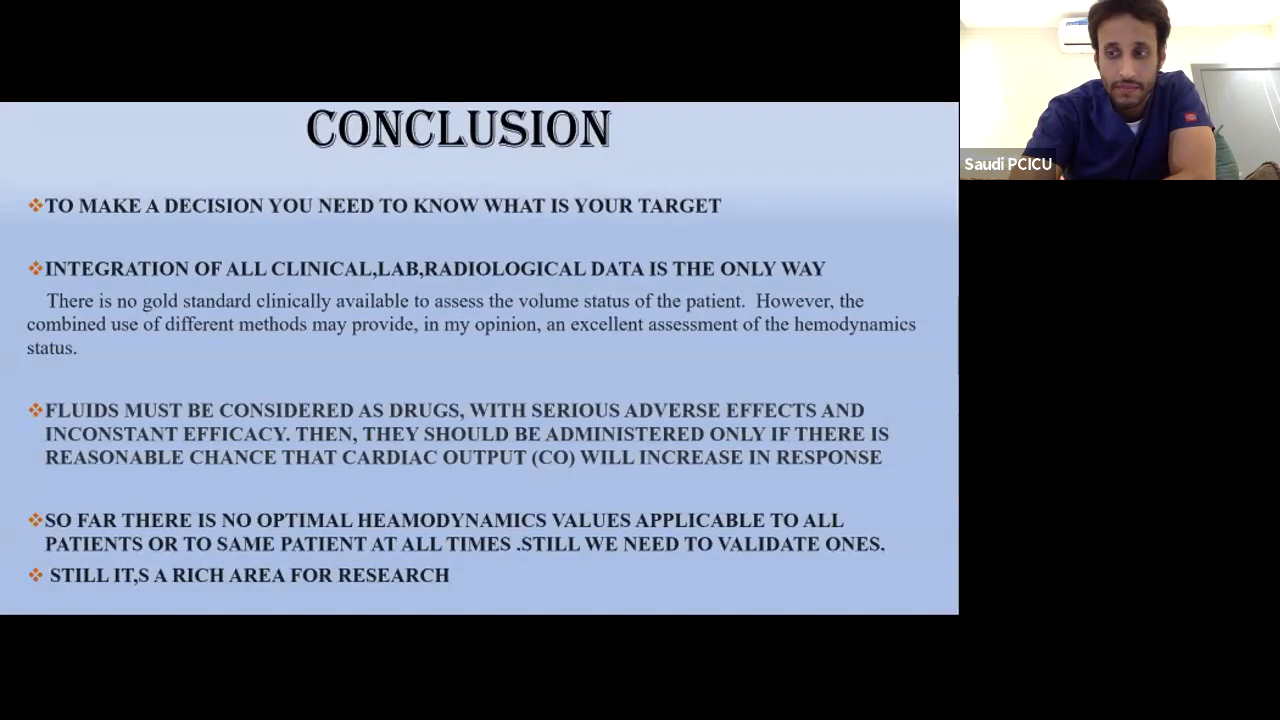 CONCLUSION
❖TO MAKE A DECISION YOU NEED TO KNOW WHAT IS YOUR TARGET
❖INTEGRATION OF ALL CLINICAL,LAB,RADIOLOGICAL DATA IS THE ONLY WAY
There is no gold standard clinically available to assess the volume status of the patient. However, the
combined use of different methods may provide, in my opinion, an excellent assessment of the hemodynamics
status.
❖FLUIDS MUST BE CONSIDERED AS DRUGS, WITH SERIOUS ADVERSE EFFECTS AND
INCONSTANT EFFICACY. THEN, THEY SHOULD BE ADMINISTERED ONLY IF THERE IS
REASONABLE CHANCE THAT CARDIAC OUTPUT (CO) WILL INCREASE IN RESPONSE
❖SO FAR THERE IS NO OPTIMAL HEAMODYNAMICS VALUES APPLICABLE TO ALL
PATIENTS OR TO SAME PATIENT AT ALL TIMES .STILL WE NEED TO VALIDATE ONES.
❖ STILL IT,S A RICH AREA FOR RESEARCH
Saudi PCICU